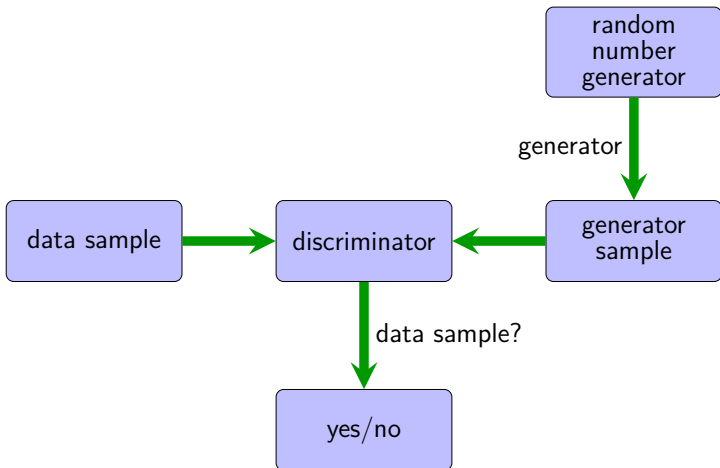 random
number
generator
generator
data sample
discriminator
generator
sample
data sample?
yes/no